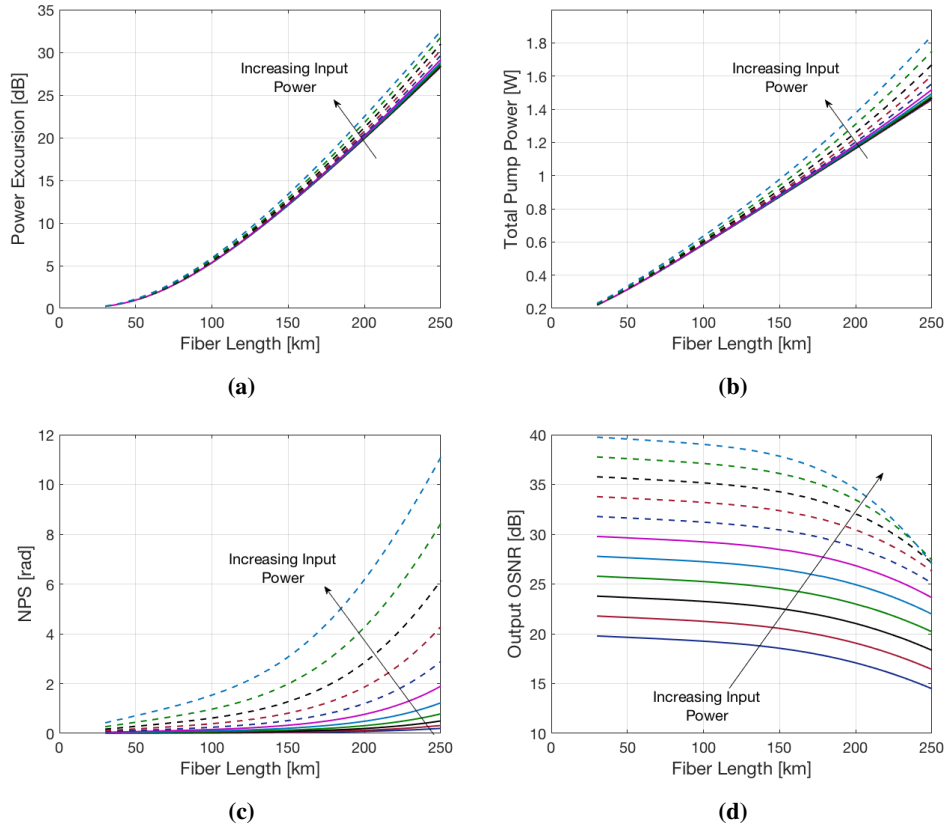 35
30
25
20
15
10
5
0
Power Excursion [dB]
Increasing Input
Power
0 50 100 150 200 250
Fiber Length [km]
(a)
1.8
1.6
1.4
1.2
1
0.8
0.6
0.4
0.2
Total Pump Power [W]
Increasing Input
Power
0 50 100 150 200 250
Fiber Length [km]
(b)
12
10
8
6
4
2
0
NPS [rad]
Increasing Input
Power
0 50 100 150 200 250
Fiber Length [km]
(c)
40
35
30
25
20
15
10
Output OSNR [dB]
Increasing Input
Power
0 50 100 150 200 250
Fiber Length [km]
(d)